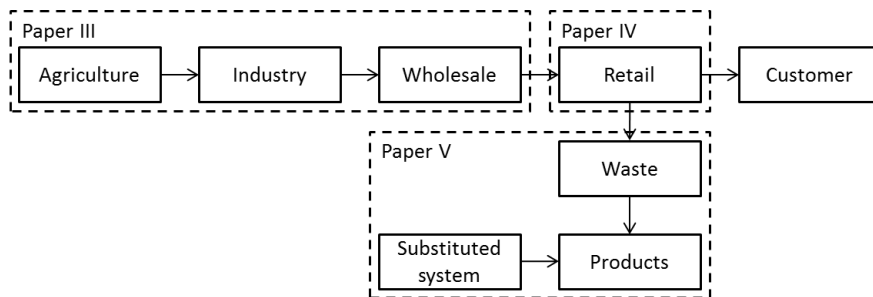 Paper III
Paper IV
Agriculture
Industry
Wholesale
Retail
Customer
Paper V
Waste
Substituted
system
Products